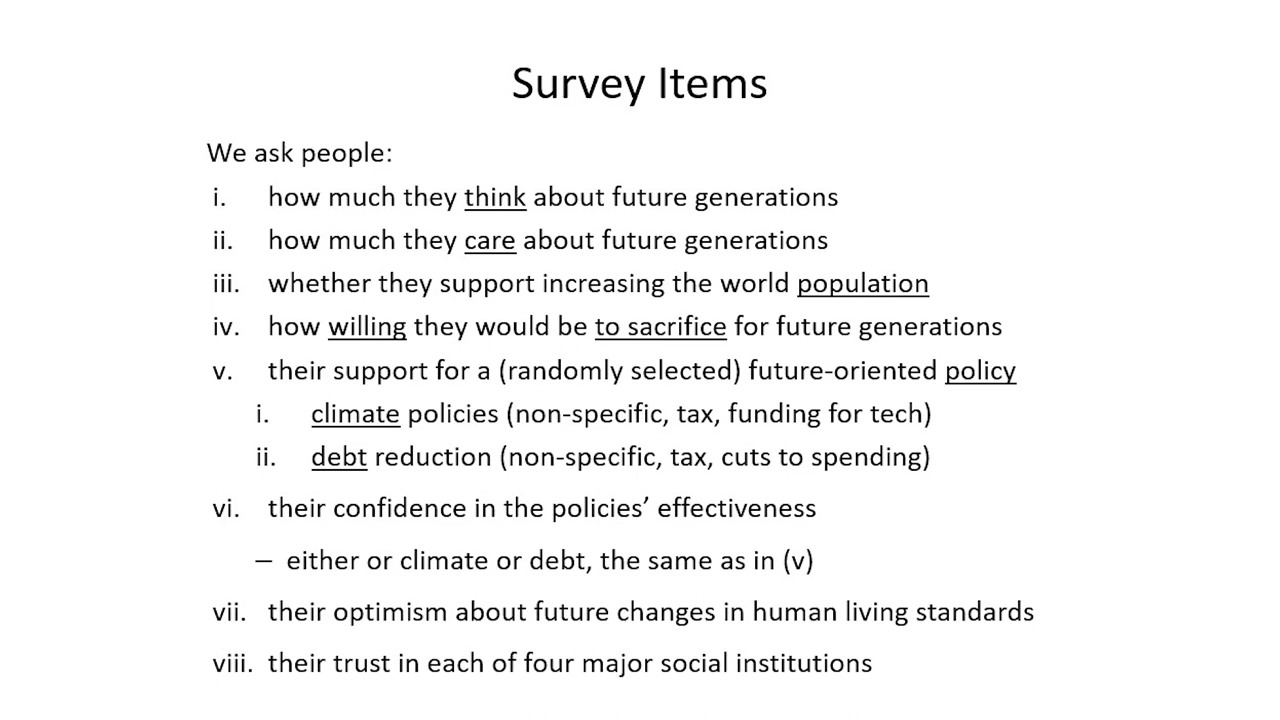 Survey Items
We ask people:
i. how much they think about future generations
ii. how much they care about future generations
iii. whether they support increasing the world population
iv. how willing they would be to sacrifice for future generations
v. their support for a (randomly selected) future-oriented policy
i. climate policies (non-specific, tax, funding for tech)
ii. debt reduction (non-specific, tax, cuts to spending)
vi. their confidence in the policies’ effectiveness
– either or climate or debt, the same as in (v)
vii. their optimism about future changes in human living standards
viii. their trust in each of four major social institutions